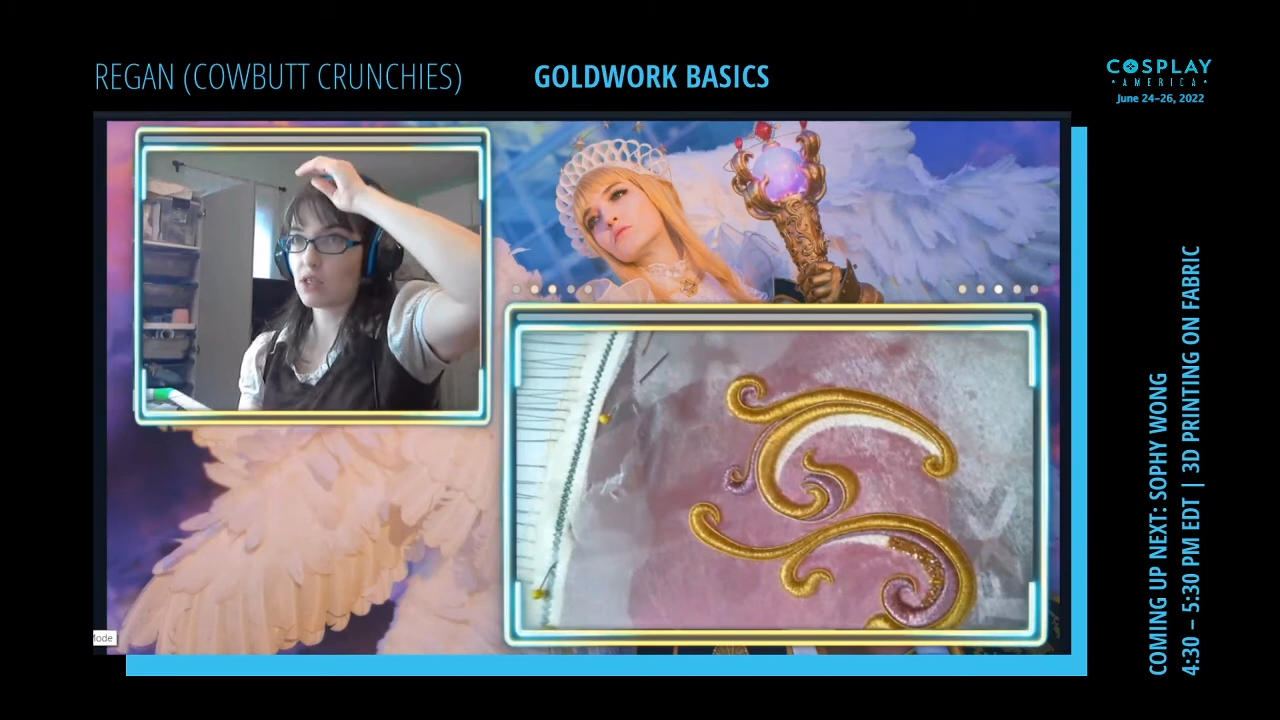 REGAN (COWBUTT CRUNCHIES)
GOLDWORK BASICS
COSPLAY
AMERICA
June 24-26, 2022
COMING UP NEXT: SOPHY WONG
4:30 – 5:30 PM EDT | 3D PRINTING ON FABRIC